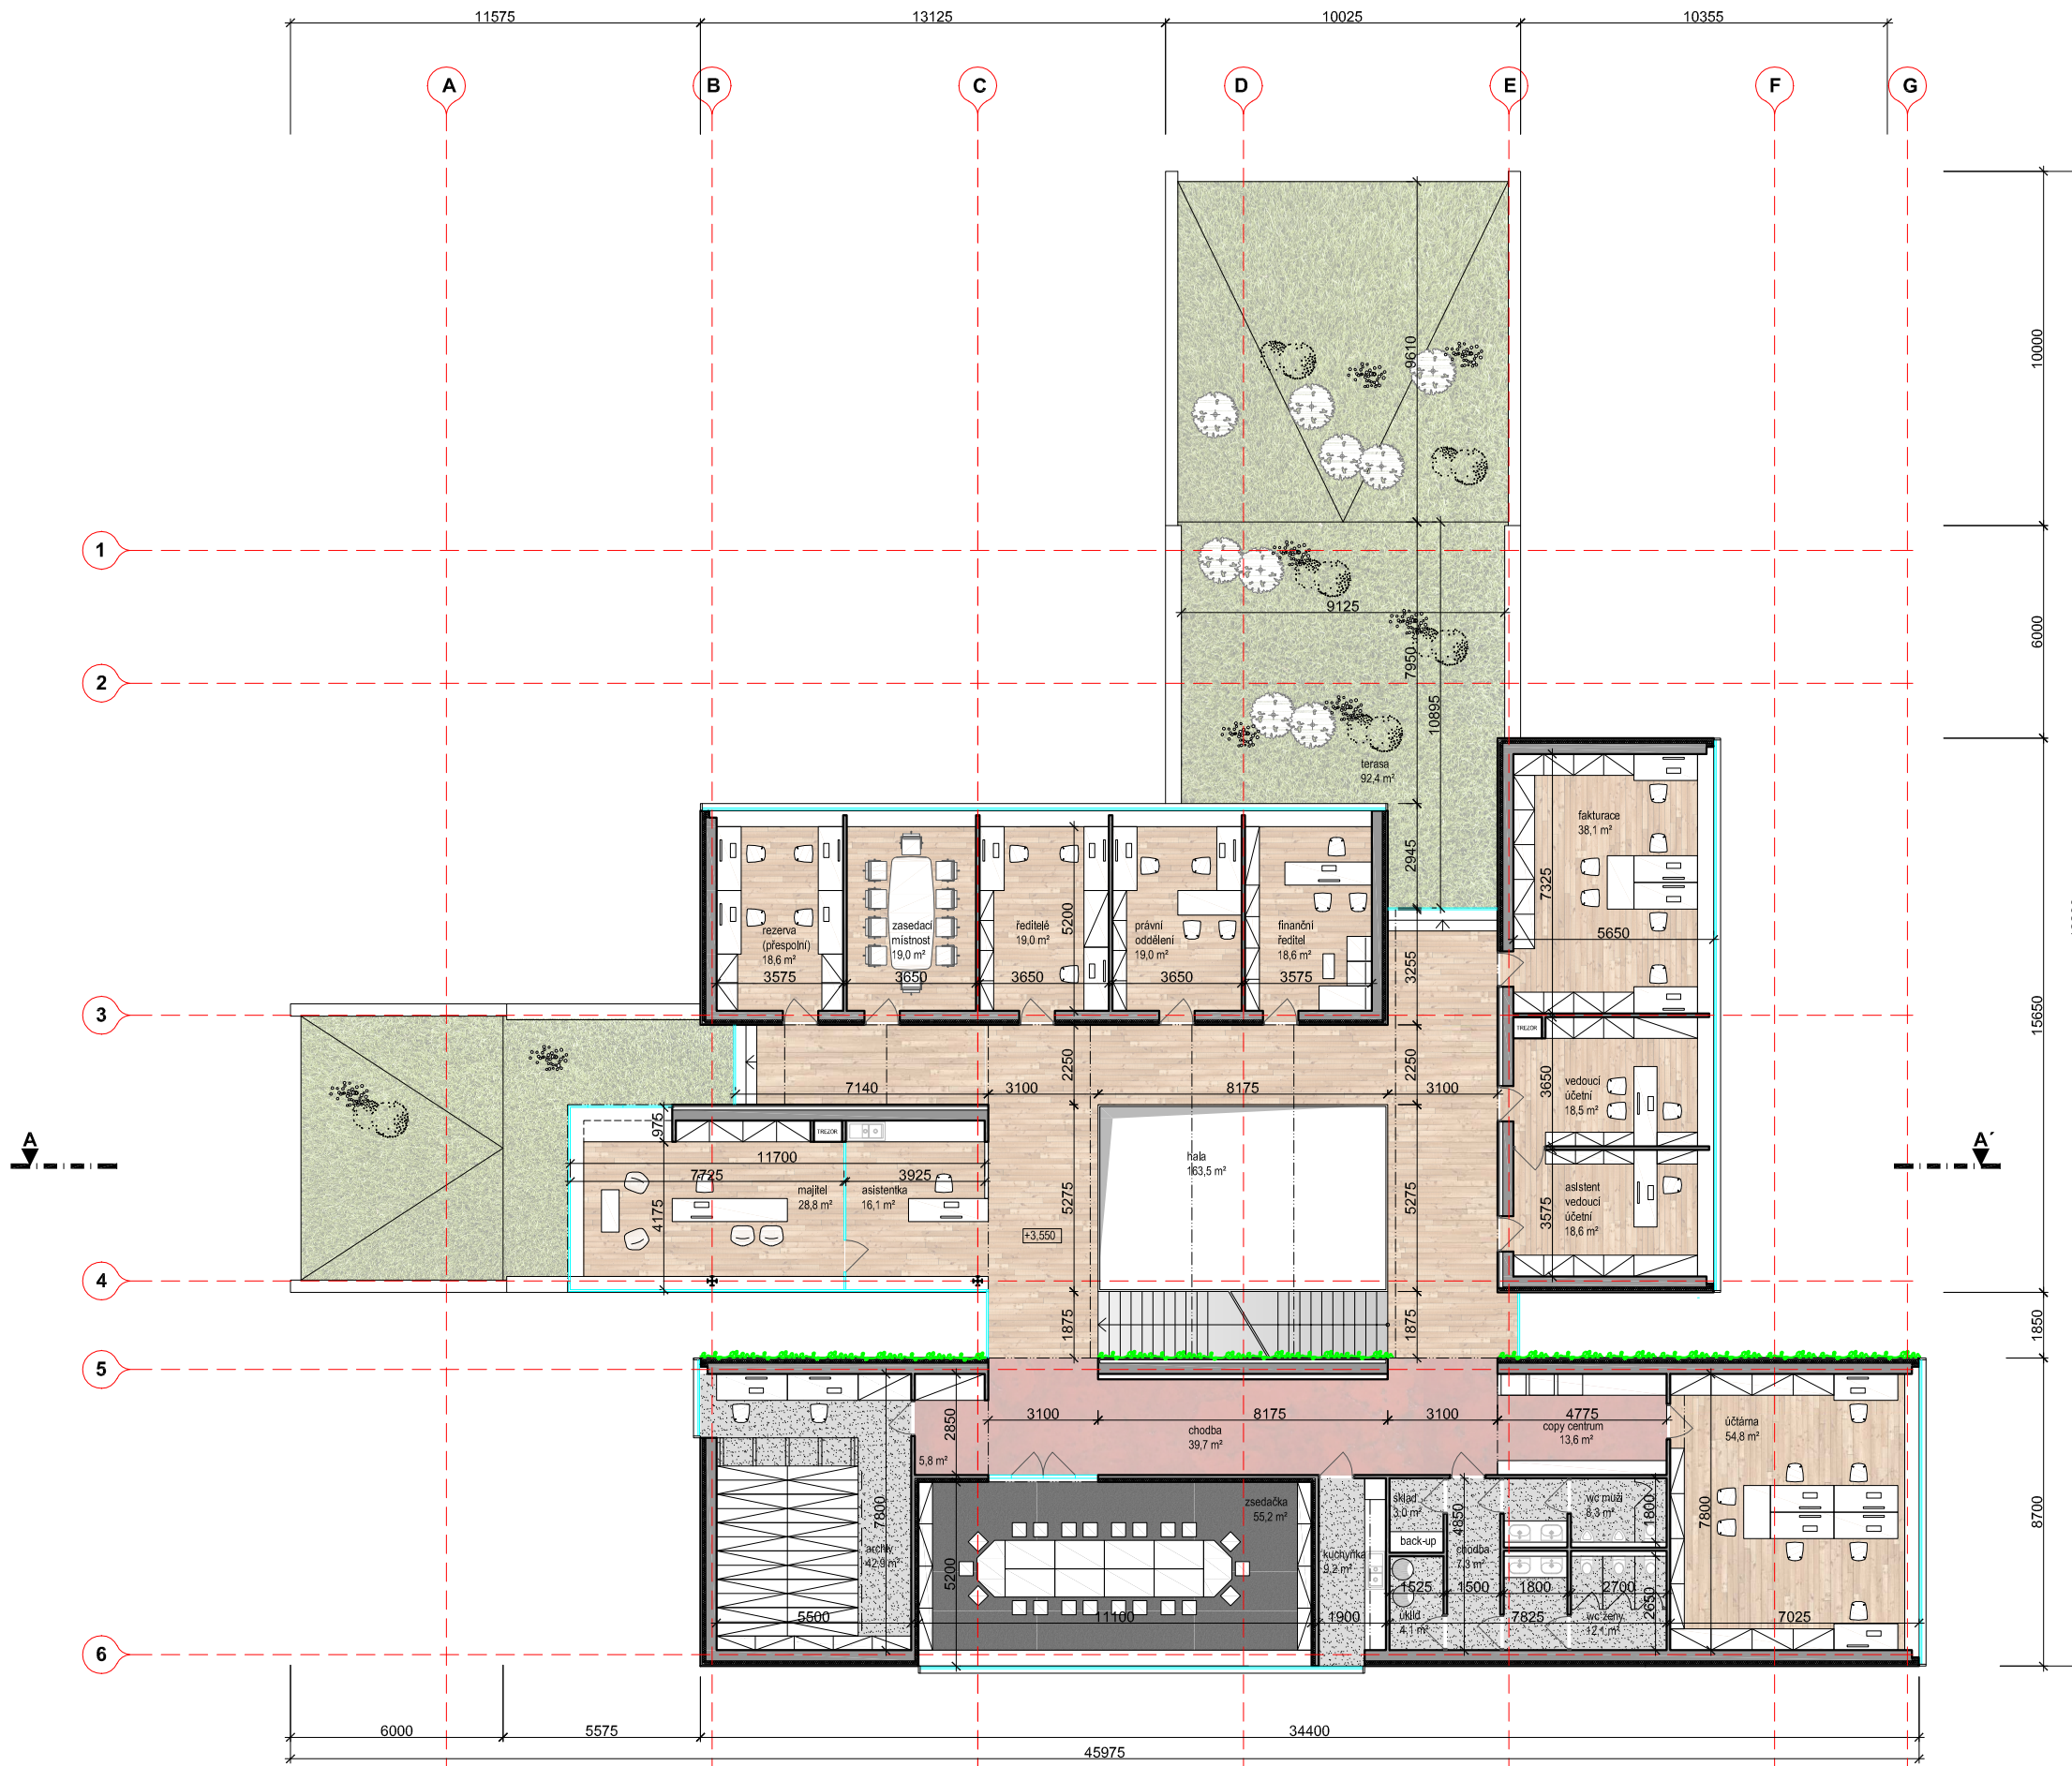 11575
13125
10025
10355
A
B
C
D
E
F
G
10000
9610
1
9125
6000
7950
2
10895
terasa
92,4 m²
fakturace
38,1 m²
2945
7325
5200
rezerva
(přespolní)
18,6 m²
zasedací
místnost
19,0 m²
ředitelé
19,0 m²
právní
oddělení
19,0 m²
finanční
ředitel
18,6 m²
5650
3255
3575
3650
3650
3650
3575
3
15650
TREZOR
2250
2250
7140
3100
8175
3100
3650
vedoucí
účetní
18,5 m²
975
TREZOR
A
A´
11700
hala
163,5 m²
7725
3925
majitel
28,8 m²
asistentka
16,1 m²
5275
5275
4175
3575
asistent
vedoucí
účetní
18,6 m²
+3,550
4
1875
1875
1850
5
2850
3100
8175
3100
4775
chodba
39,7 m²
copy centrum
13,6 m²
účtárna
54,8 m²
5,8 m²
zsedačka
55,2 m²
sklad
3,0 m²
wc muži
8,3 m²
1800
7800
4850
7800
8700
back-up
archiv
42,9 m²
kuchyňka
9,2 m²
chodba
7,3 m²
5200
1525
1500
1800
2700
2650
5500
11100
1900
úklid
4,1 m²
7825
wc ženy
12,1 m²
7025
6
6000
5575
34400
45975